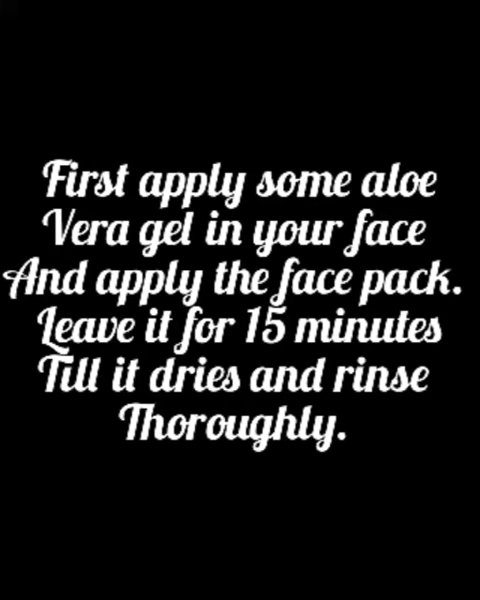 First apply some aloe
Vera gel in your face
And apply the face pack.
Leave it for 15 minutes
Till it dries and rinse
Thoroughly.